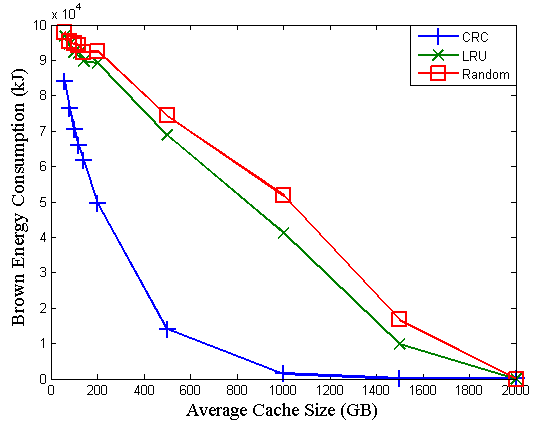 x 10^4
10
9
8
7
6
5
4
3
2
1
0
Brown Energy Consumption (kJ)
CRC
LRU
Random
0 200 400 600 800 1000 1200 1400 1600 1800 2000
Average Cache Size (GB)